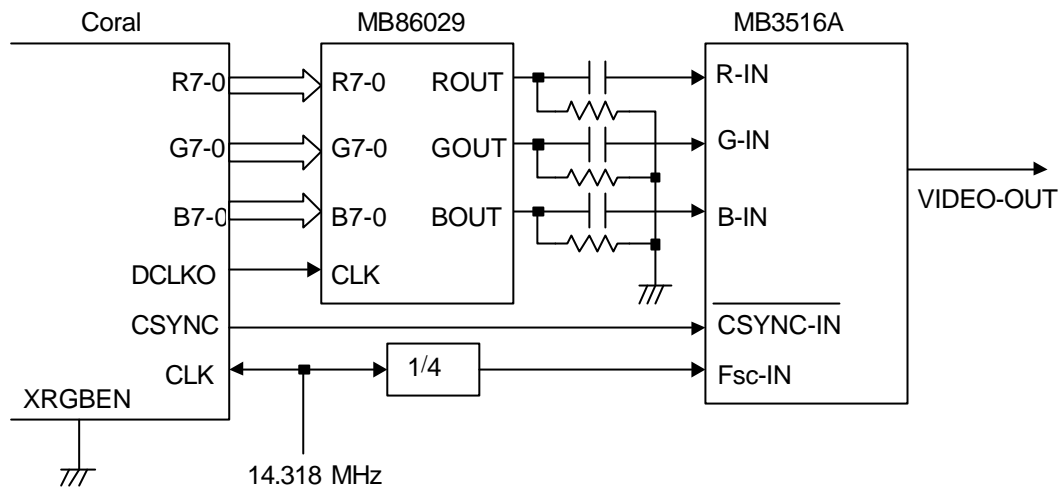 Coral MB86029 MB3516A
R7-0 R7-0 ROUT R-IN
G7-0 G7-0 GOUT G-IN
VIDEO-OUT
B7-0 B7-0 BOUT B-IN
DCLKO CLK
CSYNC CSYNC-IN
CLK 1/4 Fsc-IN
XRGBEN
14.318 MHz